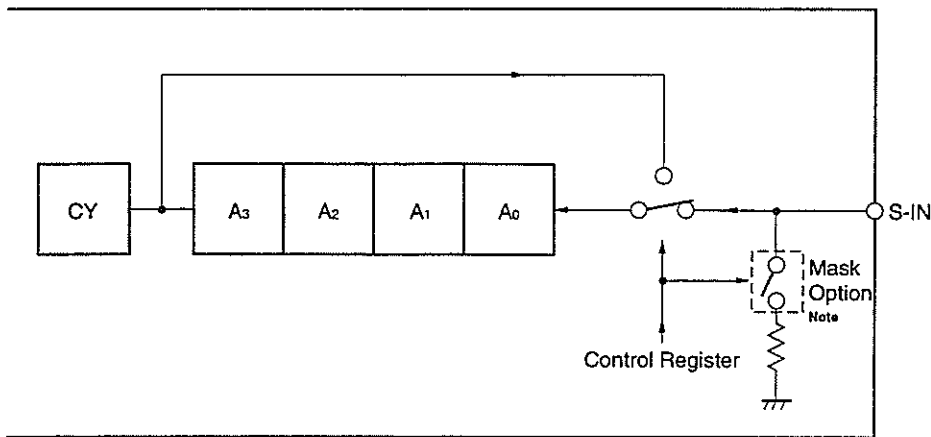 CY
A3
A2
A1
A0
S-IN
Mask
Option
Note
Control Register